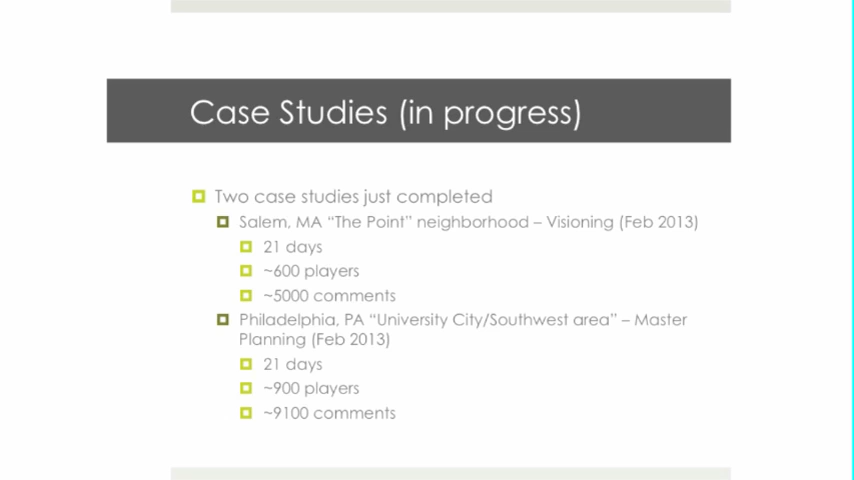 Case Studies (in progress)
Two case studies just completed
Salem, MA “The Point” neighborhood – Visioning (Feb 2013)
21 days
~600 players
~5000 comments
Philadelphia, PA “University City/Southwest area” – Master
Planning (Feb 2013)
21 days
~900 players
~9100 comments